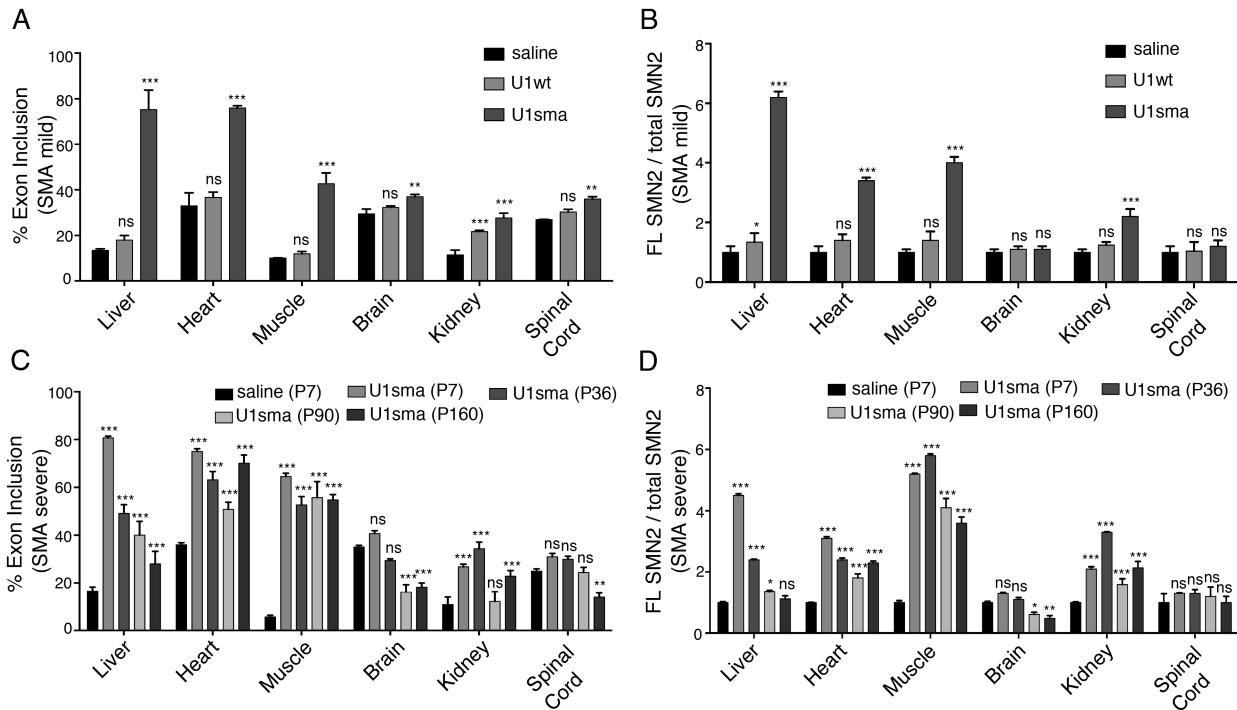 A
% Exon Inclusion
(SMA mild)
100
80
60
40
20
0
saline
U1wt
U1sma
ns
***
ns
***
ns
***
ns
**
***
***
ns
**
Liver
Heart
Muscle
Brain
Kidney
Spinal
Cord
B
FL SMN2 / total SMN2
(SMA mild)
8
6
4
2
0
saline
U1wt
U1sma
*
***
ns
***
ns
***
ns
ns
ns
***
ns
ns
Liver
Heart
Muscle
Brain
Kidney
Spinal
Cord
C
% Exon Inclusion
(SMA severe)
100
80
60
40
20
0
saline (P7)
U1sma (P7)
U1sma (P36)
U1sma (P90)
U1sma (P160)
***
***
***
***
***
***
***
***
***
***
***
***
ns
ns
***
***
***
***
ns
***
ns
ns
ns
**
Liver
Heart
Muscle
Brain
Kidney
Spinal
Cord
D
FL SMN2 / total SMN2
(SMA severe)
8
6
4
2
0
saline (P7)
U1sma (P7)
U1sma (P36)
U1sma (P90)
U1sma (P160)
***
***
*
ns
***
***
***
***
***
***
***
***
ns
ns
*
**
***
***
***
***
ns
ns
ns
ns
Liver
Heart
Muscle
Brain
Kidney
Spinal
Cord